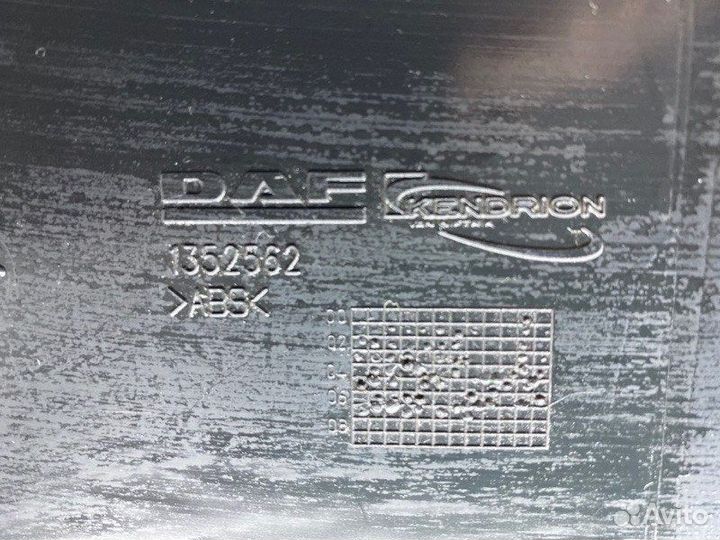 DAF KENDRION
1352562
>ABS<
00
02
04
06
08
Avito